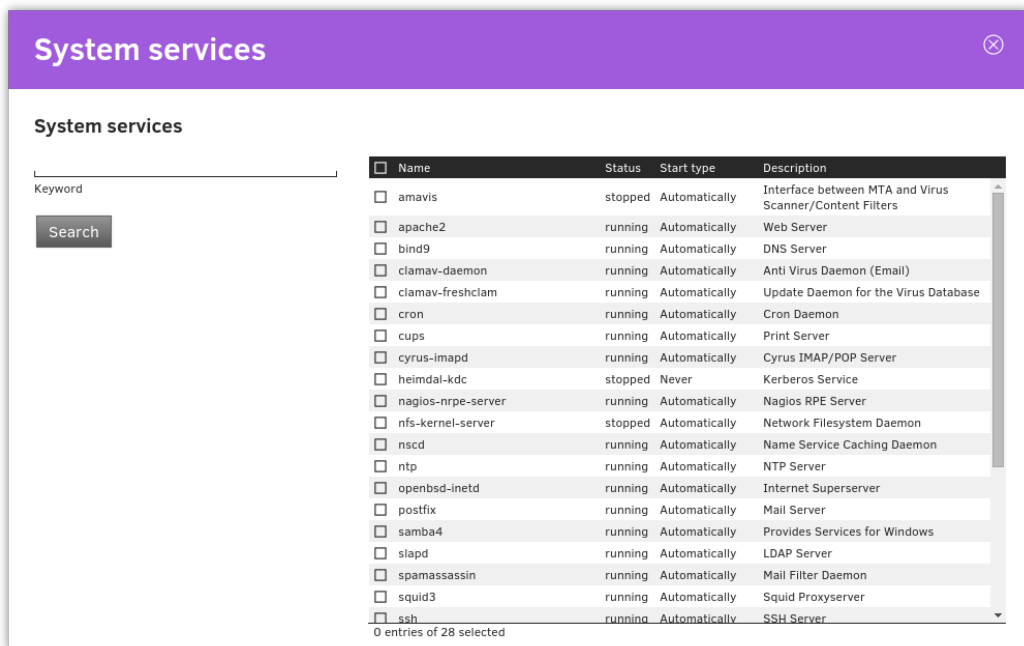 System services
System services
Keyword
Search
Name Status Start type Description
amavis stopped Automatically Interface between MTA and Virus
Scanner/Content Filters
apache2 running Automatically Web Server
bind9 running Automatically DNS Server
clamav-daemon running Automatically Anti Virus Daemon (Email)
clamav-freshclam running Automatically Update Daemon for the Virus Database
cron running Automatically Cron Daemon
cups running Automatically Print Server
cyrus-imapd running Automatically Cyrus IMAP/POP Server
heimdal-kdc stopped Never Kerberos Service
nagios-nrpe-server running Automatically Nagios RPE Server
nfs-kernel-server stopped Automatically Network Filesystem Daemon
nscd running Automatically Name Service Caching Daemon
ntp running Automatically NTP Server
openbsd-inetd running Automatically Internet Superserver
postfix running Automatically Mail Server
samba4 running Automatically Provides Services for Windows
slapd running Automatically LDAP Server
spamassassin running Automatically Mail Filter Daemon
squid3 running Automatically Squid Proxyserver
ssh running Automatically SSH Server
0 entries of 28 selected